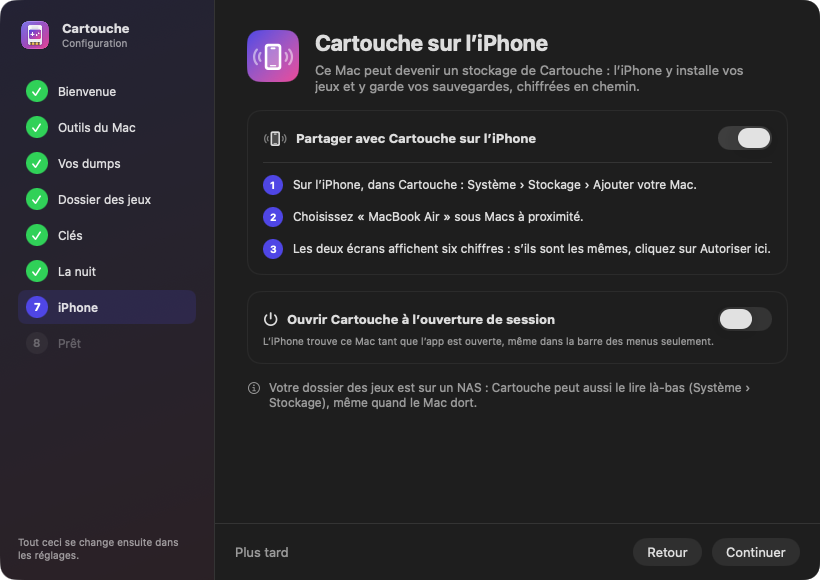 Cartouche
Configuration
Bienvenue
Outils du Mac
Vos dumps
Dossier des jeux
Clés
La nuit
7 iPhone
8 Prêt
Tout ceci se change ensuite dans
les réglages.
Cartouche sur l’iPhone
Ce Mac peut devenir un stockage de Cartouche : l’iPhone y installe vos
jeux et y garde vos sauvegardes, chiffrées en chemin.
Partager avec Cartouche sur l’iPhone
1 Sur l’iPhone, dans Cartouche : Système › Stockage › Ajouter votre Mac.
2 Choisissez « MacBook Air » sous Macs à proximité.
3 Les deux écrans affichent six chiffres : s’ils sont les mêmes, cliquez sur Autoriser ici.
Ouvrir Cartouche à l’ouverture de session
L’iPhone trouve ce Mac tant que l’app est ouverte, même dans la barre des menus seulement.
Votre dossier des jeux est sur un NAS : Cartouche peut aussi le lire là-bas (Système ›
Stockage), même quand le Mac dort.
Plus tard
Retour
Continuer